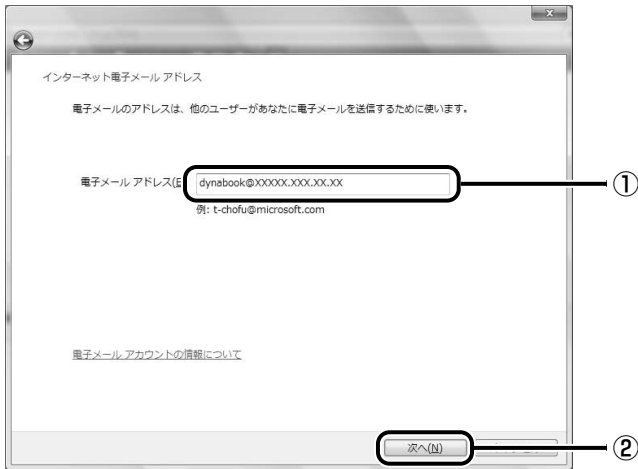 インターネット電子メール アドレス
電子メールのアドレスは、他のユーザーがあなたに電子メールを送信するために使います。
電子メール アドレス(E
dynabook@XXXXX.XXX.XX.XX
①
例: t-chofu@microsoft.com
電子メール アカウントの情報について
次へ(N)
②